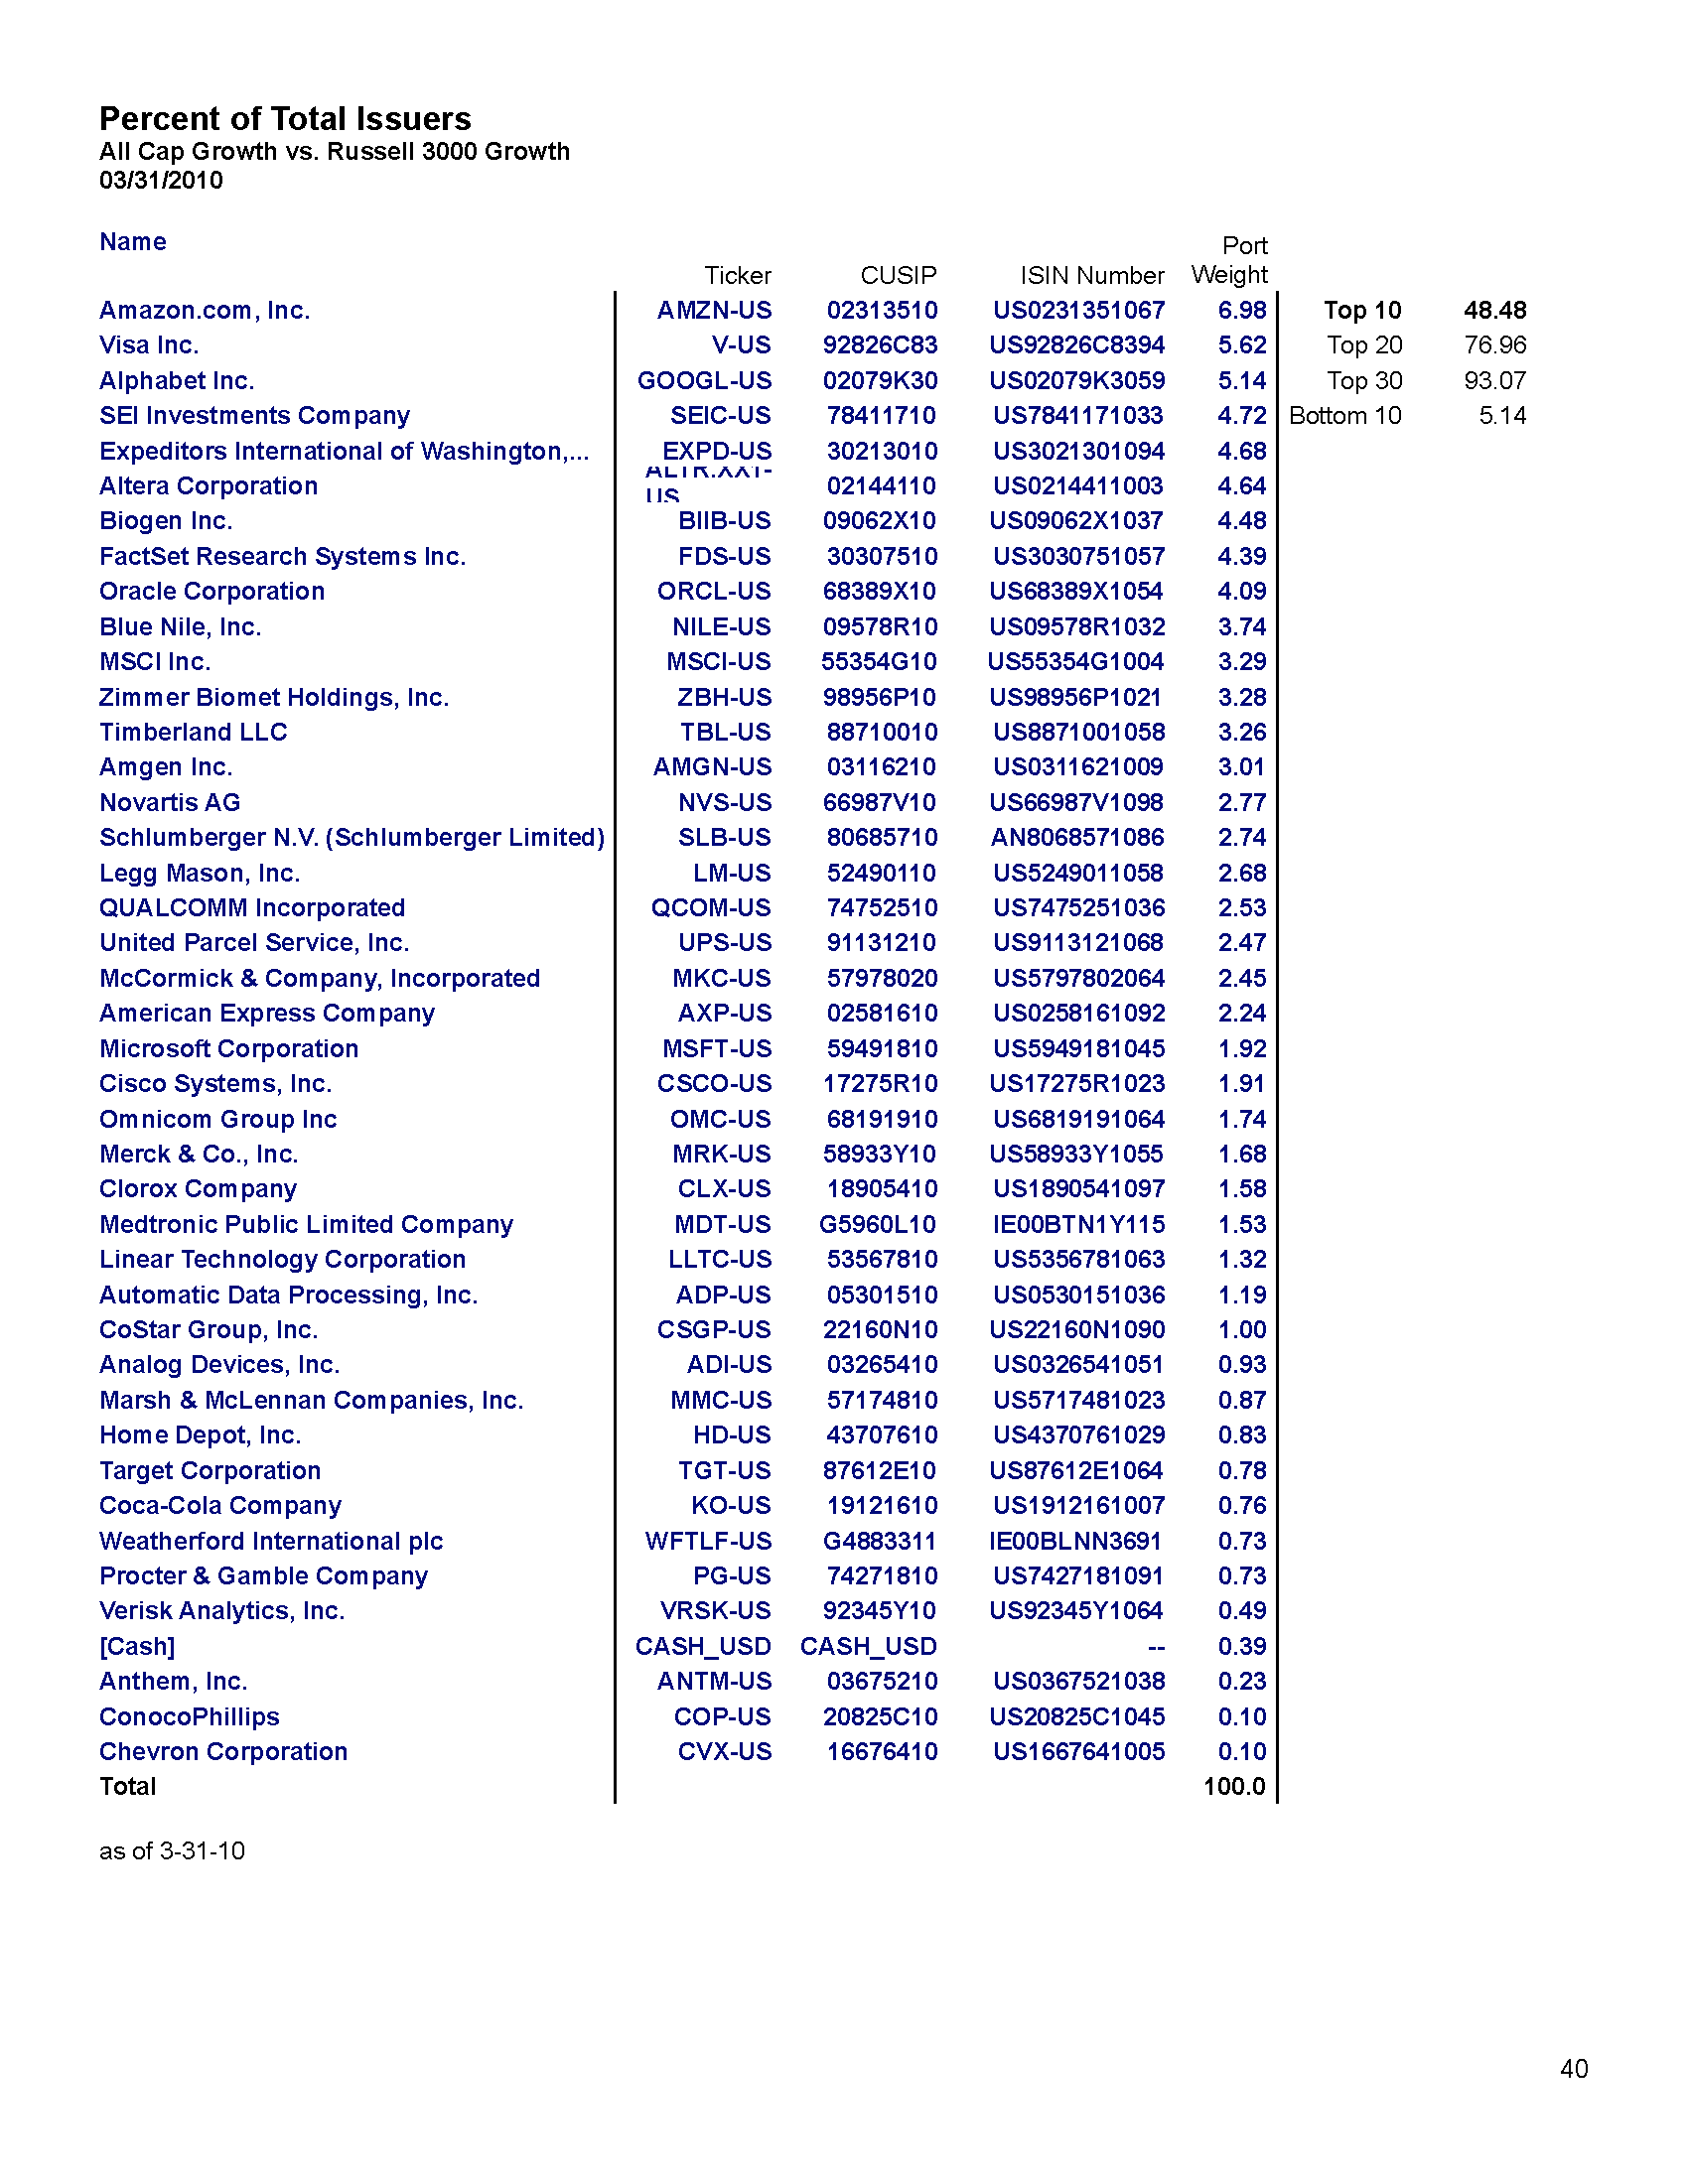 Percent of Total Issuers
All Cap Growth vs. Russell 3000 Growth
03/31/2010
Name Ticker CUSIP ISIN Number Port Weight
Amazon.com, Inc. AMZN-US 02313510 US0231351067 6.98 Top 10 48.48
Visa Inc. V-US 92826C83 US92826C8394 5.62 Top 20 76.96
Alphabet Inc. GOOGL-US 02079K30 US02079K3059 5.14 Top 30 93.07
SEI Investments Company SEIC-US 78411710 US7841171033 4.72 Bottom 10 5.14
Expeditors International of Washington,... EXPD-US 30213010 US3021301094 4.68
Altera Corporation ALTR.XX1-US 02144110 US0214411003 4.64
Biogen Inc. BIIB-US 09062X10 US09062X1037 4.48
FactSet Research Systems Inc. FDS-US 30307510 US3030751057 4.39
Oracle Corporation ORCL-US 68389X10 US68389X1054 4.09
Blue Nile, Inc. NILE-US 09578R10 US09578R1032 3.74
MSCI Inc. MSCI-US 55354G10 US55354G1004 3.29
Zimmer Biomet Holdings, Inc. ZBH-US 98956P10 US98956P1021 3.28
Timberland LLC TBL-US 88710010 US8871001058 3.26
Amgen Inc. AMGN-US 03116210 US0311621009 3.01
Novartis AG NVS-US 66987V10 US66987V1098 2.77
Schlumberger N.V. (Schlumberger Limited) SLB-US 80685710 AN8068571086 2.74
Legg Mason, Inc. LM-US 52490110 US5249011058 2.68
QUALCOMM Incorporated QCOM-US 74752510 US7475251036 2.53
United Parcel Service, Inc. UPS-US 91131210 US9113121068 2.47
McCormick & Company, Incorporated MKC-US 57978020 US5797802064 2.45
American Express Company AXP-US 02581610 US0258161092 2.24
Microsoft Corporation MSFT-US 59491810 US5949181045 1.92
Cisco Systems, Inc. CSCO-US 17275R10 US17275R1023 1.91
Omnicom Group Inc OMC-US 68191910 US6819191064 1.74
Merck & Co., Inc. MRK-US 58933Y10 US58933Y1055 1.68
Clorox Company CLX-US 18905410 US1890541097 1.58
Medtronic Public Limited Company MDT-US G5960L10 IE00BTN1Y115 1.53
Linear Technology Corporation LLTC-US 53567810 US5356781063 1.32
Automatic Data Processing, Inc. ADP-US 05301510 US0530151036 1.19
CoStar Group, Inc. CSGP-US 22160N10 US22160N1090 1.00
Analog Devices, Inc. ADI-US 03265410 US0326541051 0.93
Marsh & McLennan Companies, Inc. MMC-US 57174810 US5717481023 0.87
Home Depot, Inc. HD-US 43707610 US4370761029 0.83
Target Corporation TGT-US 87612E10 US87612E1064 0.78
Coca-Cola Company KO-US 19121610 US1912161007 0.76
Weatherford International plc WFTLF-US G4883311 IE00BLNN3691 0.73
Procter & Gamble Company PG-US 74271810 US7427181091 0.73
Verisk Analytics, Inc. VRSK-US 92345Y10 US92345Y1064 0.49
[Cash] CASH_USD CASH_USD -- 0.39
Anthem, Inc. ANTM-US 03675210 US0367521038 0.23
ConocoPhillips COP-US 20825C10 US20825C1045 0.10
Chevron Corporation CVX-US 16676410 US1667641005 0.10
Total 100.0
as of 3-31-10
40